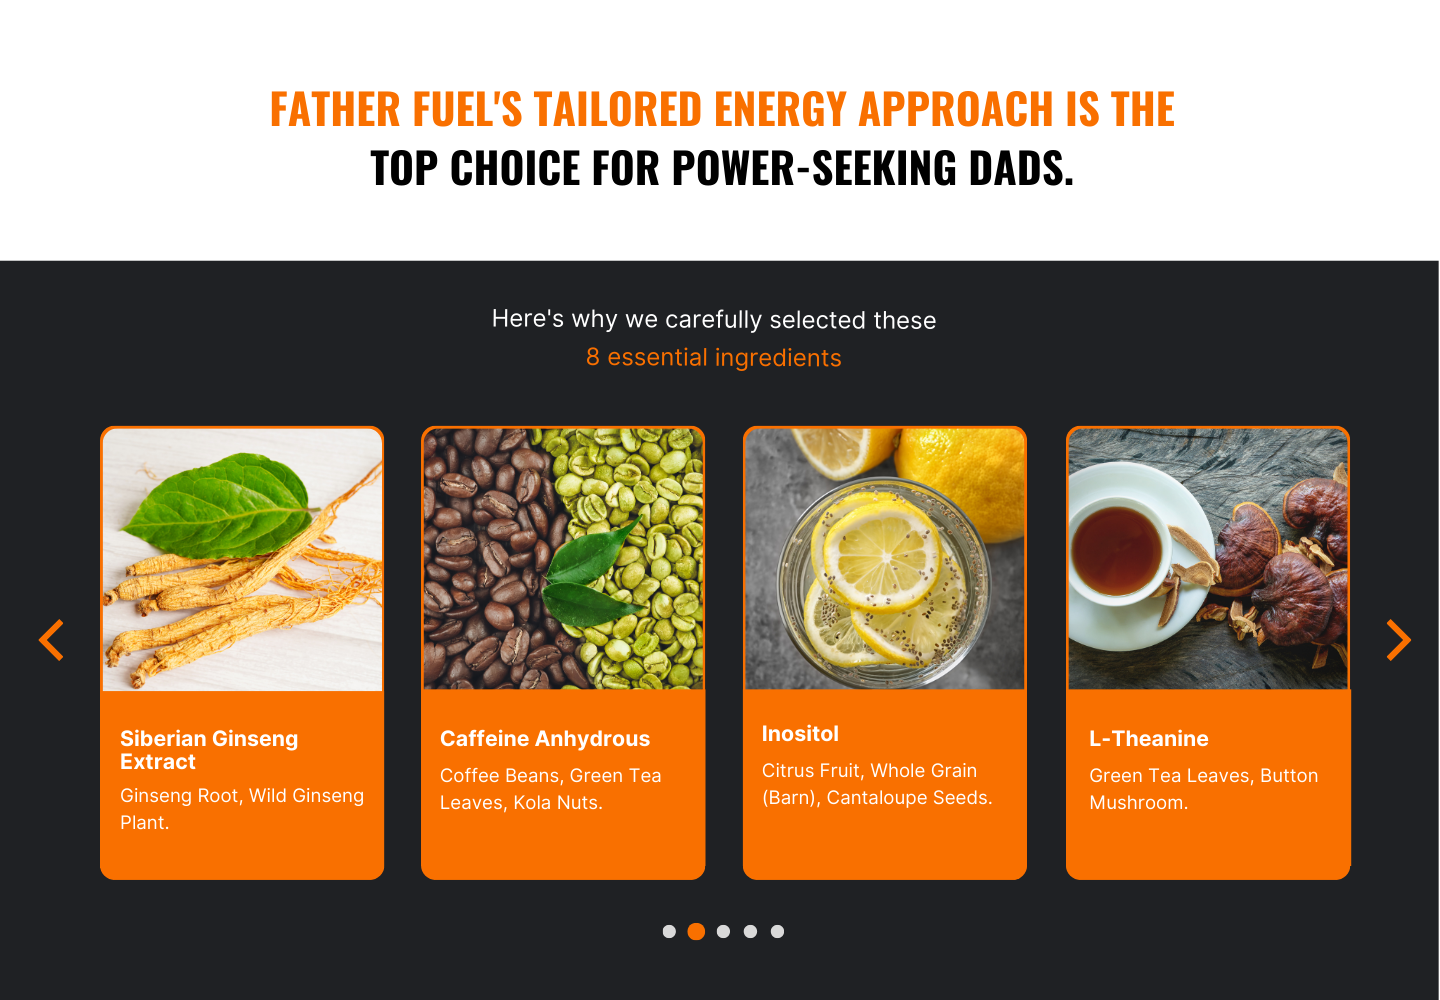 FATHER FUEL'S TAILORED ENERGY APPROACH IS THE
TOP CHOICE FOR POWER-SEEKING DADS.
Here's why we carefully selected these
8 essential ingredients
Siberian Ginseng
Extract
Ginseng Root, Wild Ginseng
Plant.
Caffeine Anhydrous
Coffee Beans, Green Tea
Leaves, Kola Nuts.
Inositol
Citrus Fruit, Whole Grain
(Barn), Cantaloupe Seeds.
L-Theanine
Green Tea Leaves, Button
Mushroom.